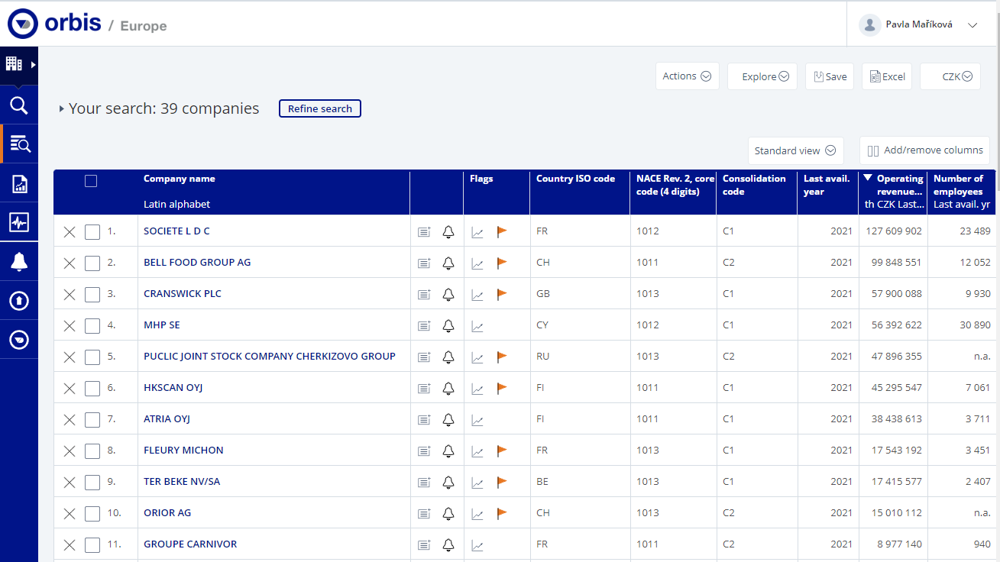 orbis / Europe
Pavla Maříková
Actions
Explore
Save
Excel
CZK
Your search: 39 companies
Refine search
Standard view
Add/remove columns
Company name
Latin alphabet
Flags
Country ISO code
NACE Rev. 2, core
code (4 digits)
Consolidation
code
Last avail.
year
Operating
revenue...
th CZK Last...
Number of
employees
Last avail. yr
1. SOCIETE L D C FR 1012 C1 2021 127 609 902 23 489
2. BELL FOOD GROUP AG CH 1011 C2 2021 99 848 551 12 052
3. CRANSWICK PLC GB 1013 C1 2021 57 900 088 9 930
4. MHP SE CY 1012 C1 2021 56 392 622 30 890
5. PUCLIC JOINT STOCK COMPANY CHERKIZOVO GROUP RU 1013 C2 2021 47 896 355 n.a.
6. HKSCAN OYJ FI 1011 C1 2021 45 295 547 7 061
7. ATRIA OYJ FI 1011 C1 2021 38 438 613 3 711
8. FLEURY MICHON FR 1013 C1 2021 17 543 192 3 451
9. TER BEKE NV/SA BE 1013 C1 2021 17 415 577 2 407
10. ORIOR AG CH 1013 C2 2021 15 010 112 n.a.
11. GROUPE CARNIVOR FR 1011 C2 2021 8 977 140 940